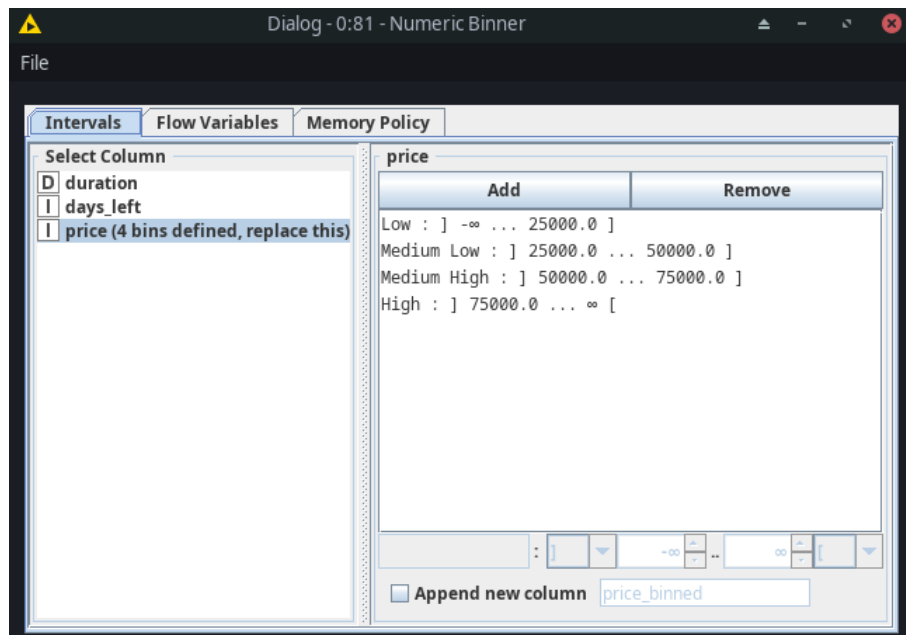 Dialog - 0:81 - Numeric Binner
File
Intervals Flow Variables Memory Policy
Select Column
D duration
I days_left
I price (4 bins defined, replace this)
price
Add Remove
Low : ] -∞ ... 25000.0 ]
Medium Low : ] 25000.0 ... 50000.0 ]
Medium High : ] 50000.0 ... 75000.0 ]
High : ] 75000.0 ... ∞ [
: ] -∞ .. ∞ [
Append new column price_binned